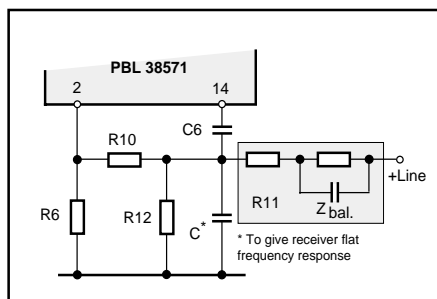 PBL 38571
2
14
C6
R10
+Line
R6
R12
C*
R11
Z bal.
* To give receiver flat
frequency response